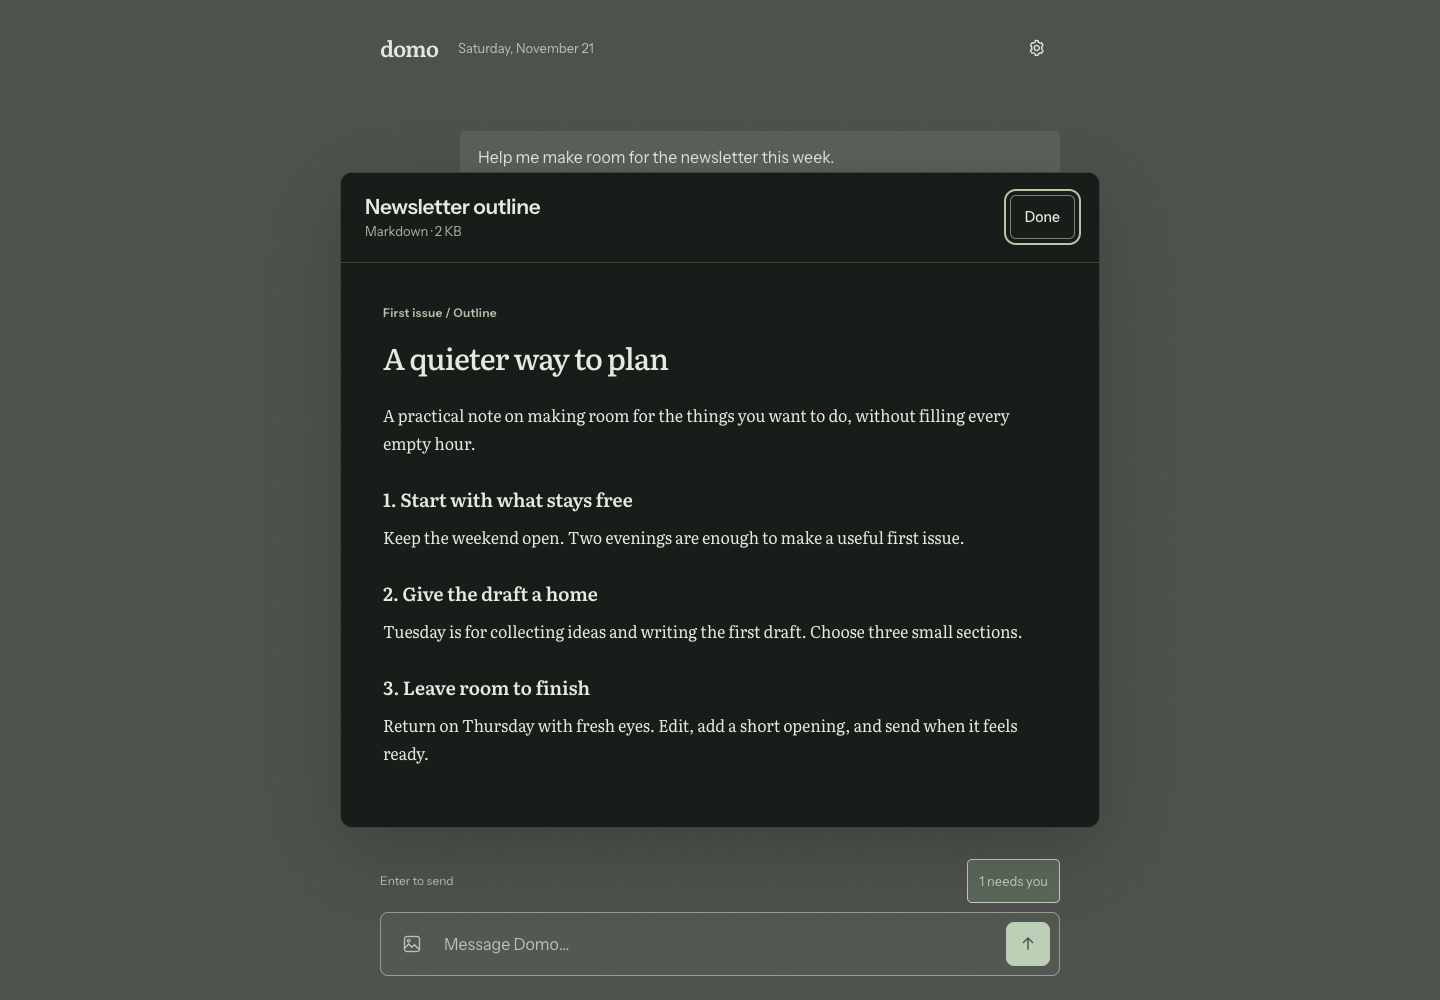 domo
Saturday, November 21
Help me make room for the newsletter this week.
Newsletter outline
Markdown · 2 KB
Done
First issue / Outline
A quieter way to plan
A practical note on making room for the things you want to do, without filling every
empty hour.
1. Start with what stays free
Keep the weekend open. Two evenings are enough to make a useful first issue.
2. Give the draft a home
Tuesday is for collecting ideas and writing the first draft. Choose three small sections.
3. Leave room to finish
Return on Thursday with fresh eyes. Edit, add a short opening, and send when it feels
ready.
Enter to send
1 needs you
Message Domo…